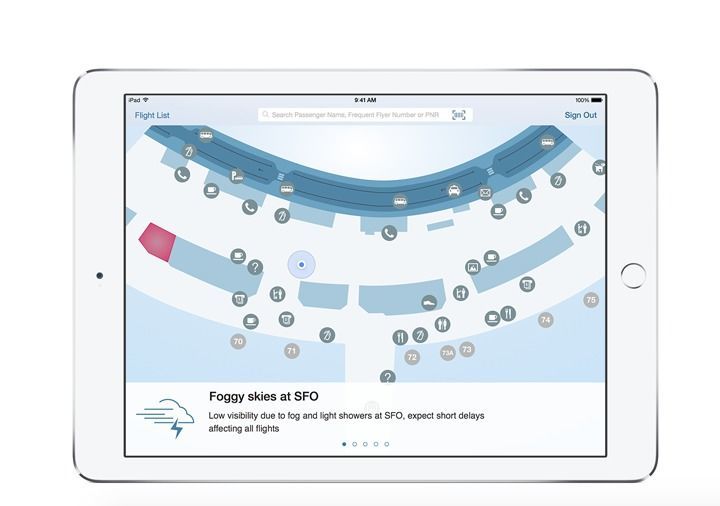 iPad 9:41 AM 100%
Flight List Search Passenger Name, Frequent Flyer Number or PNR Sign Out
P
?
75
74
70 71 72 73A 73
?
Foggy skies at SFO
Low visibility due to fog and light showers at SFO, expect short delays
affecting all flights